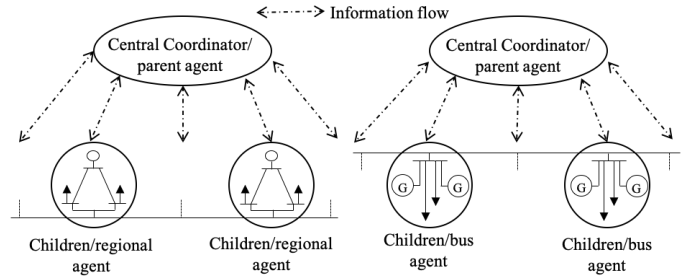 Information flow
Central Coordinator/
parent agent
Central Coordinator/
parent agent
G
G
G
G
Children/regional
agent
Children/regional
agent
Children/bus
agent
Children/bus
agent